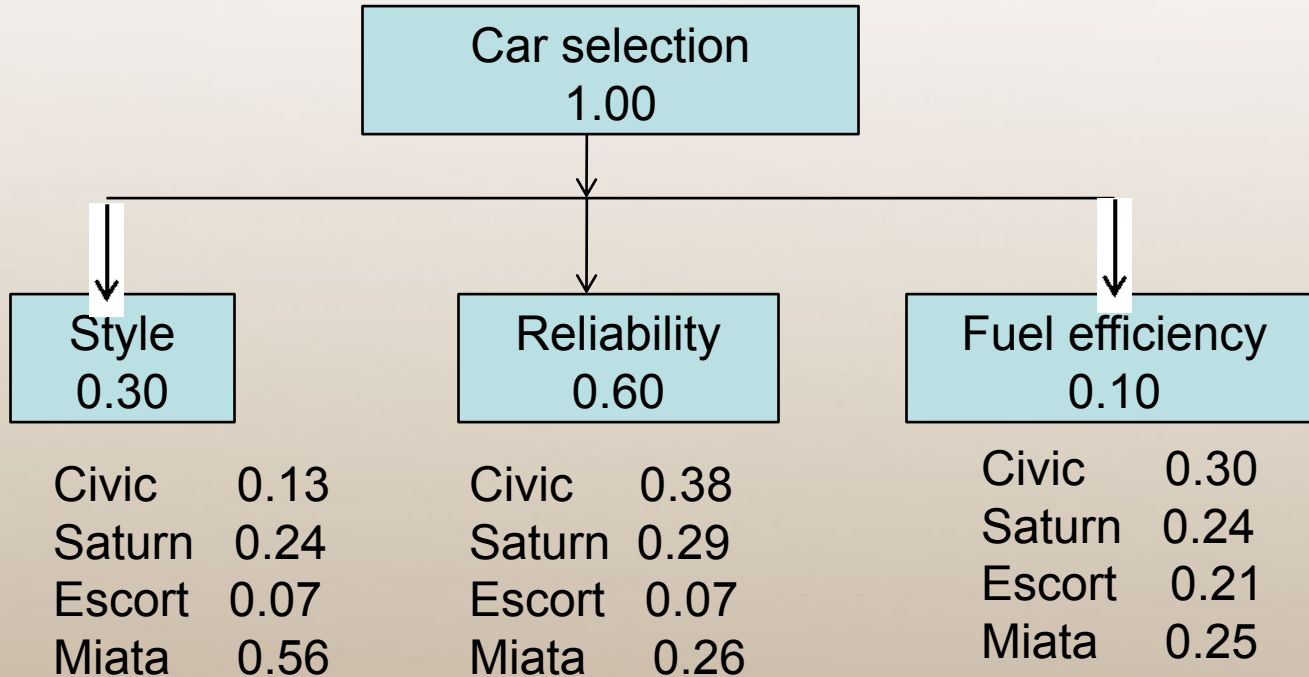 Car selection
1.00
Style
0.30
Reliability
0.60
Fuel efficiency
0.10
Civic 0.13
Saturn 0.24
Escort 0.07
Miata 0.56
Civic 0.38
Saturn 0.29
Escort 0.07
Miata 0.26
Civic 0.30
Saturn 0.24
Escort 0.21
Miata 0.25